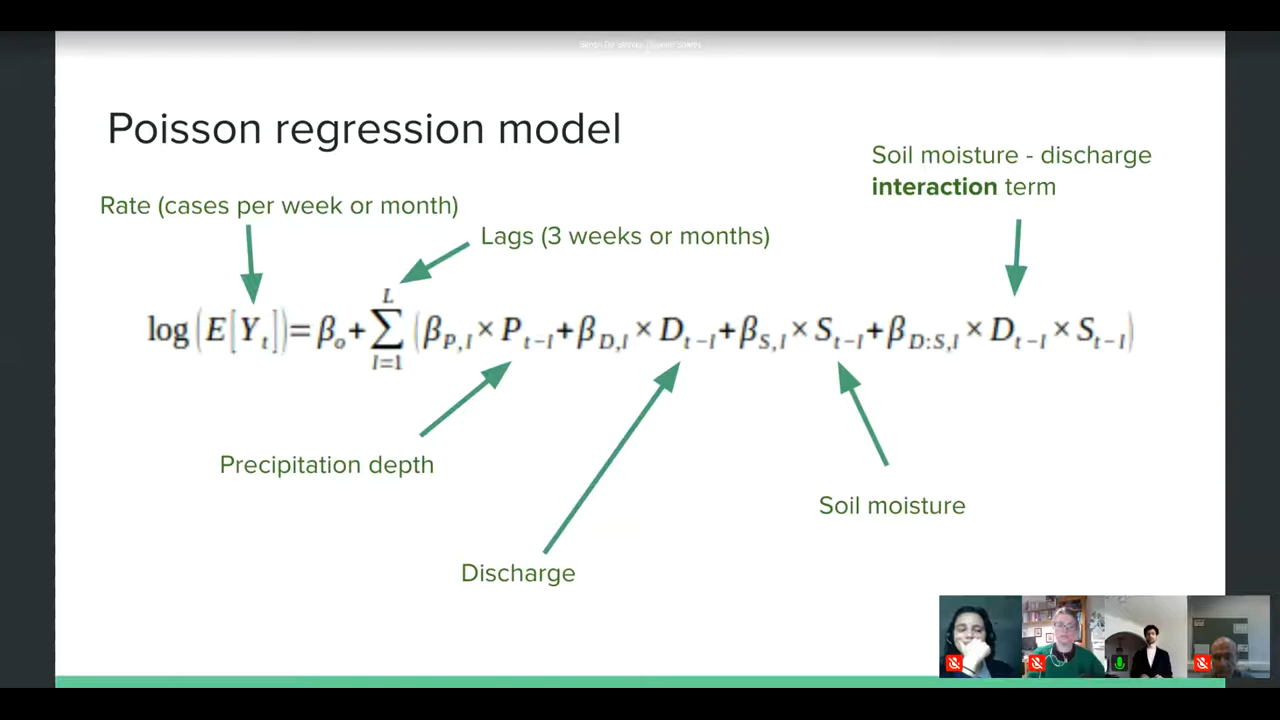 Poisson regression model
Soil moisture - discharge
interaction term
Rate (cases per week or month)
Lags (3 weeks or months)
log(E[Y_t])=β_o+∑_{l=1}^{L}(β_{P,l}×P_{t-l}+β_{D,l}×D_{t-l}+β_{S,l}×S_{t-l}+β_{D:S,l}×D_{t-l}×S_{t-l})
Precipitation depth
Soil moisture
Discharge